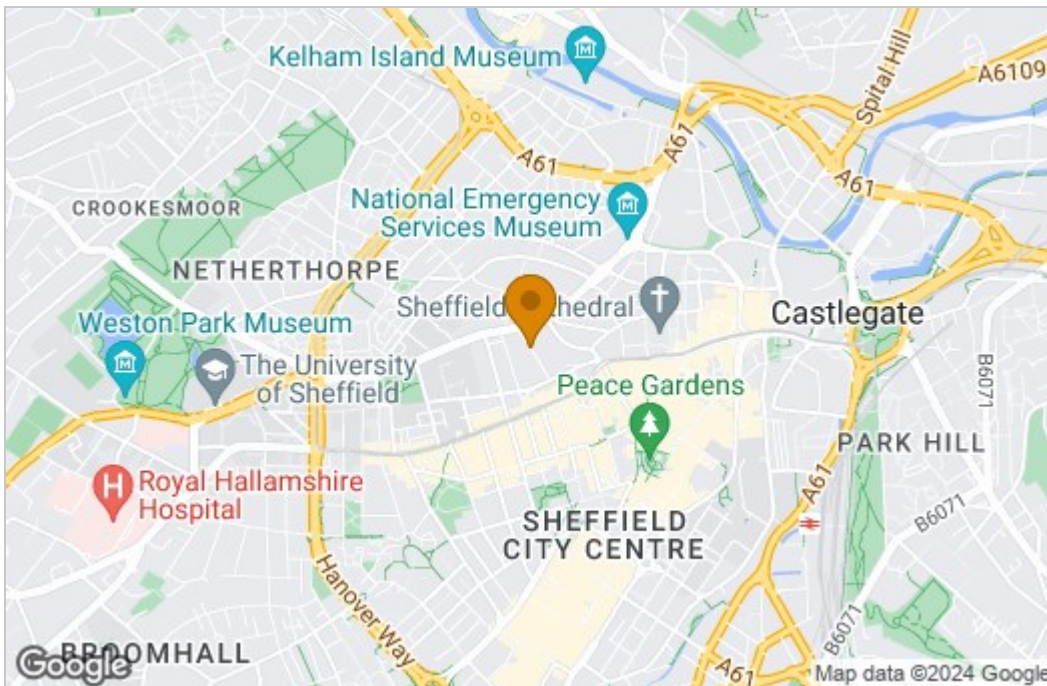 Kelham Island Museum
Spital Hill
A6109
A61
A61
A61
National Emergency
Services Museum
CROOKESMOOR
NETHERTHORPE
Weston Park Museum
The University
of Sheffield
Castlegate
B6071
Peace Gardens
PARK HILL
A61
B6071
Royal Hallamshire
Hospital
SHEFFIELD
CITY CENTRE
Hanover Way
B6071
BROOMHALL
A61
Google
Map data ©2024 Google